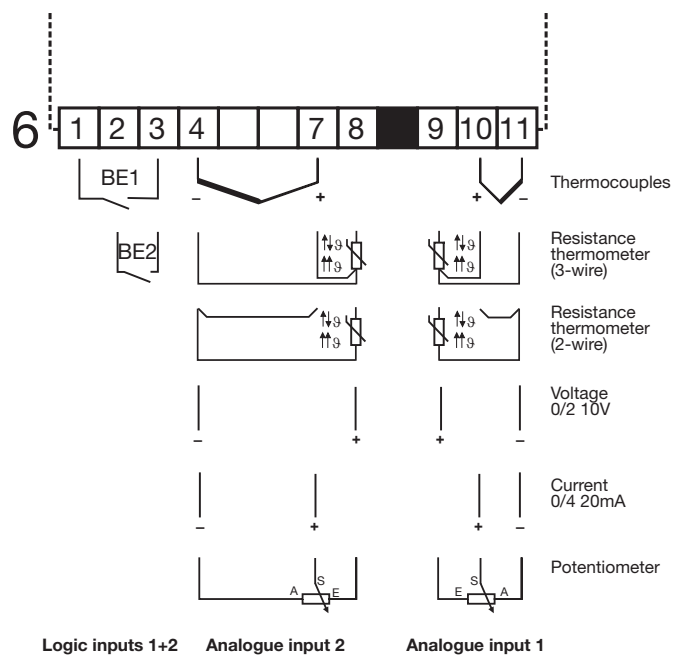 6 1 2 3 4 7 8 9 10 11
BE1
– + + –
Thermocouples
BE2
ϑ ϑ
ϑ ϑ
Resistance
thermometer
(3-wire)
ϑ ϑ
ϑ ϑ
Resistance
thermometer
(2-wire)
Voltage
0/2 10V
– + + –
Current
0/4 20mA
– + + –
Potentiometer
A S E E S A
Logic inputs 1+2 Analogue input 2 Analogue input 1